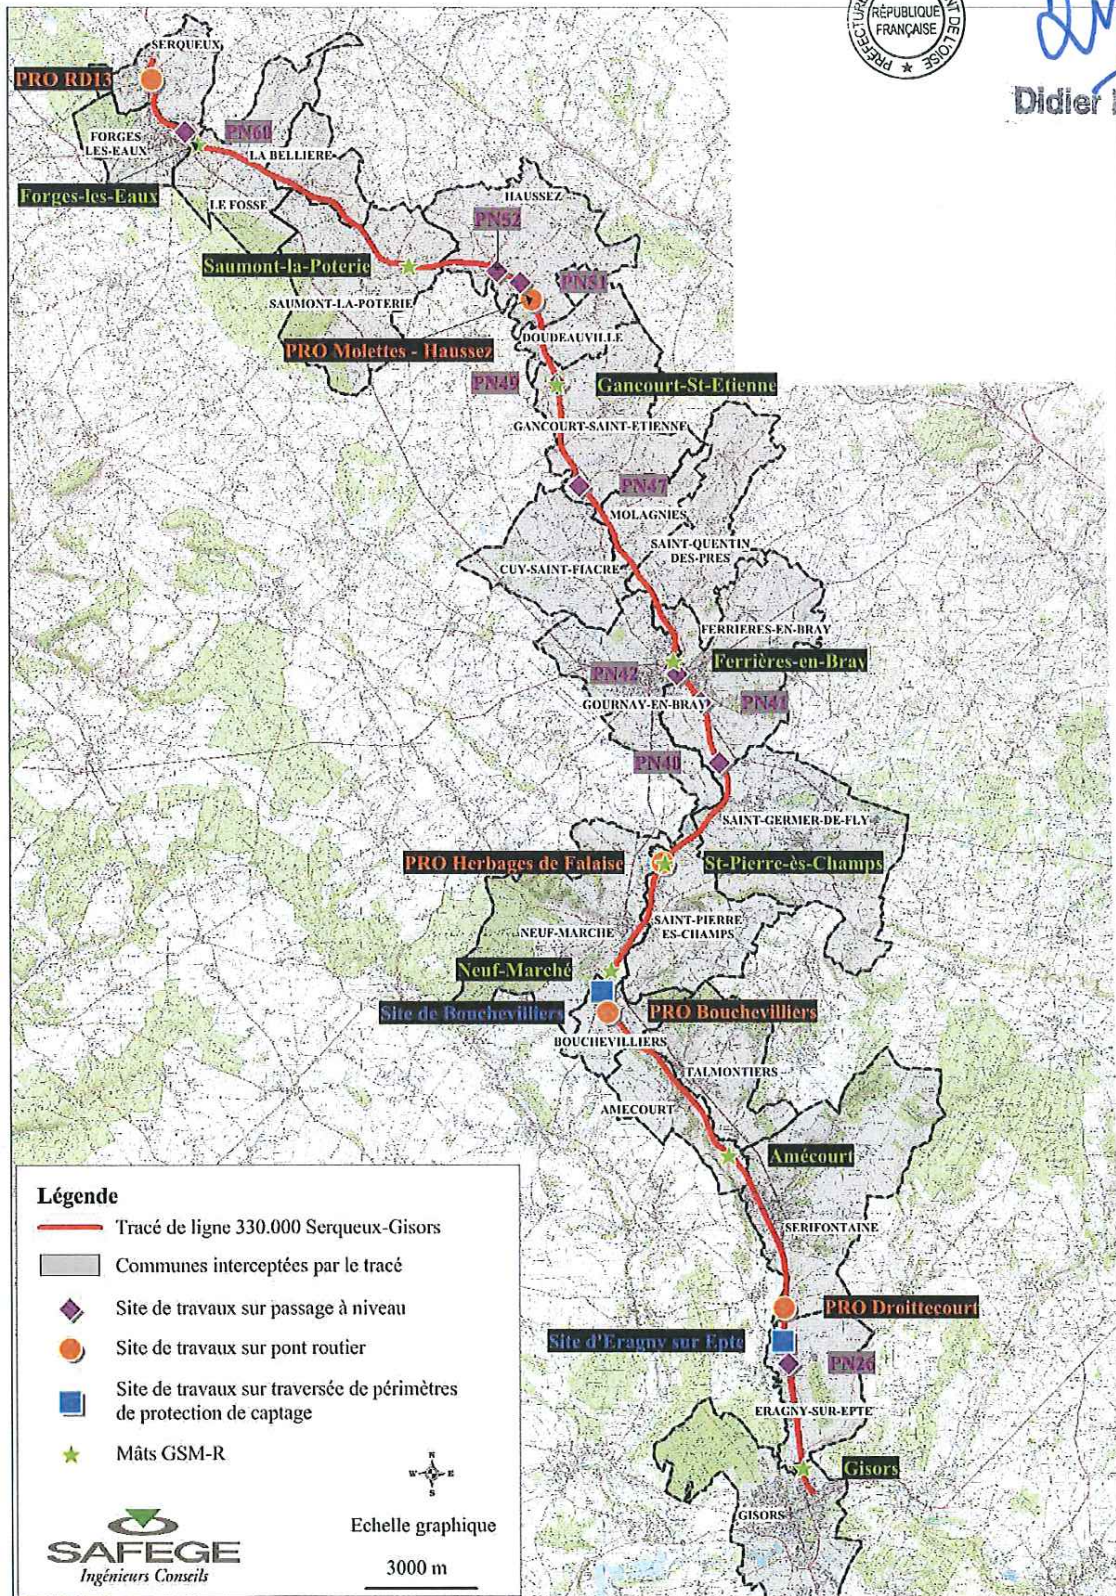 RÉPUBLIQUE
FRANÇAISE
Didier
SERQUEUX
PRO RD13
FORGES
LES-EAUX
PN60
LA BELLIERE
Forges-les-Eaux
LE FOSSE
HAUSSEZ
PN52
Saumont-la-Poterie
PN51
SAUMONT-LA-POTERIE
DOUDEAUVILLE
PRO Molettes - Haussez
PN49
Gancourt-St-Etienne
GANCOURT-SAINT-ETIENNE
PN47
MOLAGNIES
SAINT-QUENTIN
DES-PRES
CUY-SAINT-FIACRE
FERRIERES-EN-BRAY
Ferrières-en-Bray
PN42
GOURNAY-EN-BRAY
PN41
PN40
SAINT-GERMER-DE-FLY
PRO Herbages de Falaise
St-Pierre-ès-Champs
SAINT-PIERRE
ES-CHAMPS
NEUF-MARCHE
Neuf-Marché
Site de Bouchevilliers
PRO Bouchevilliers
BOUCHEVILLIERS
TALMONTIERS
AMECOURT
Amécourt
SERIFONTAINE
PRO Droittecourt
Site d'Eragny sur Epte
PN26
ERAGNY-SUR-EPTE
Gisors
GISORS
Légende
Tracé de ligne 330.000 Serqueux-Gisors
Communes interceptées par le tracé
Site de travaux sur passage à niveau
Site de travaux sur pont routier
Site de travaux sur traversée de périmètres
de protection de captage
Mâts GSM-R
N
W E
S
Echelle graphique
3000 m
SAFEGE
Ingénieurs Conseils